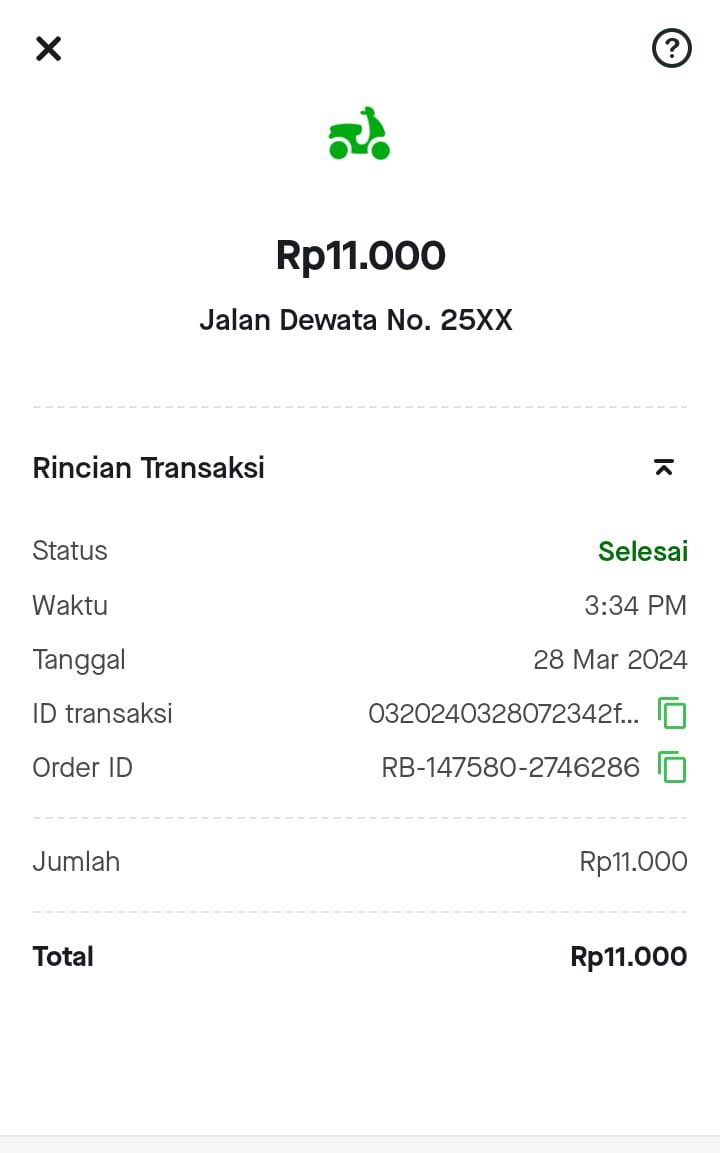 Rp11.000
Jalan Dewata No. 25XX
Rincian Transaksi
Status Selesai
Waktu 3:34 PM
Tanggal 28 Mar 2024
ID transaksi 0320240328072342f...
Order ID RB-147580-2746286
Jumlah Rp11.000
Total Rp11.000